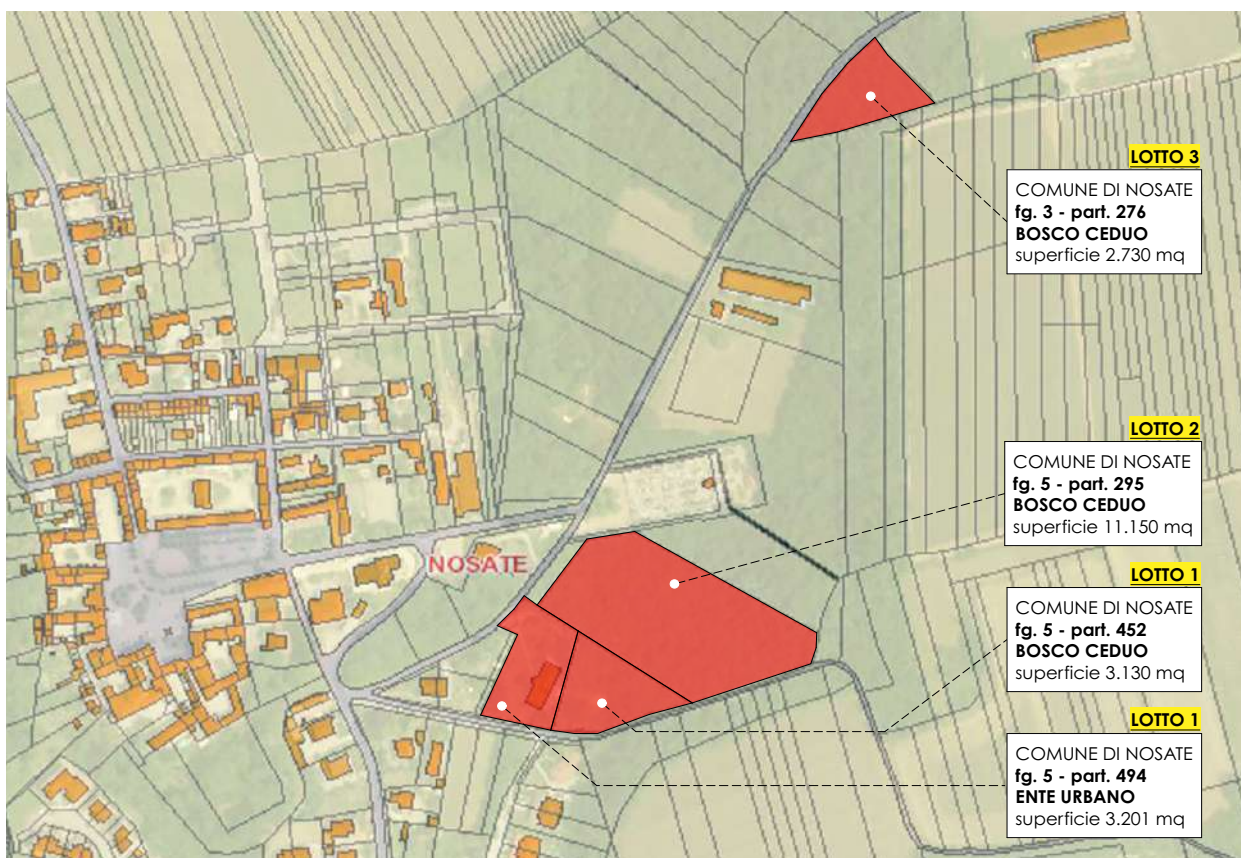 LOTTO 3
COMUNE DI NOSATE
fg. 3 - part. 276
BOSCO CEDUO
superficie 2.730 mq
LOTTO 2
COMUNE DI NOSATE
fg. 5 - part. 295
BOSCO CEDUO
superficie 11.150 mq
NOSATE
LOTTO 1
COMUNE DI NOSATE
fg. 5 - part. 452
BOSCO CEDUO
superficie 3.130 mq
LOTTO 1
COMUNE DI NOSATE
fg. 5 - part. 494
ENTE URBANO
superficie 3.201 mq